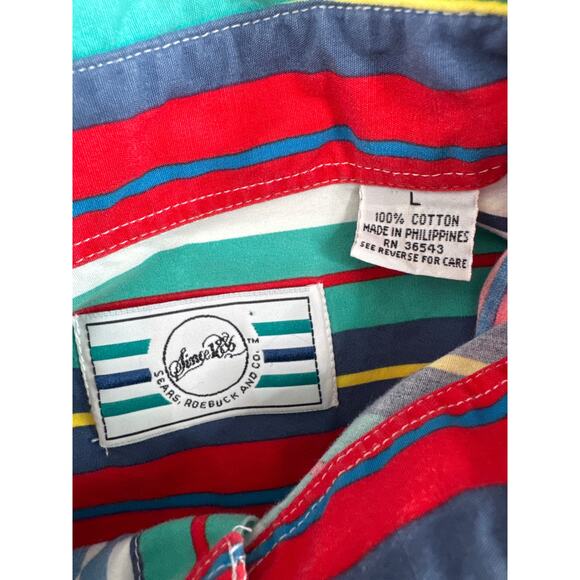 L
100% COTTON
MADE IN PHILIPPINES
RN 36543
SEE REVERSE FOR CARE
Since 1886 ™
SEARS, ROEBUCK AND CO.